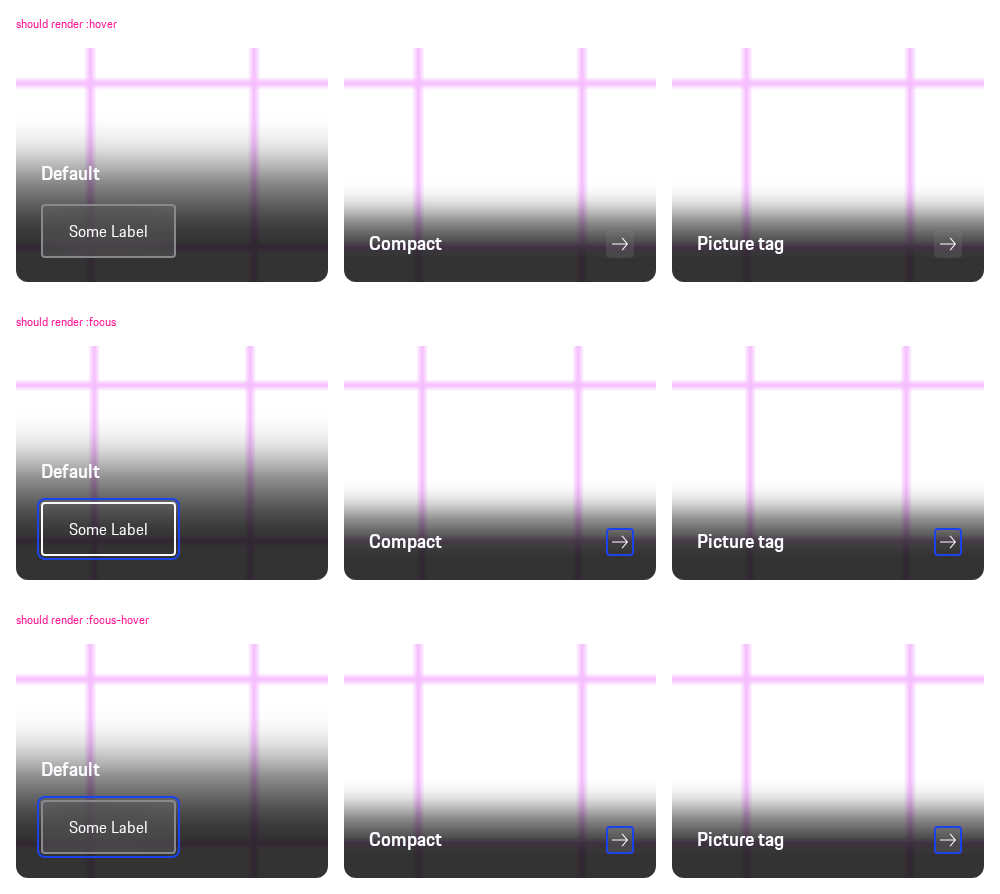 should render :hover
Default
Some Label
Compact
Picture tag
should render :focus
Default
Some Label
Compact
Picture tag
should render :focus-hover
Default
Some Label
Compact
Picture tag